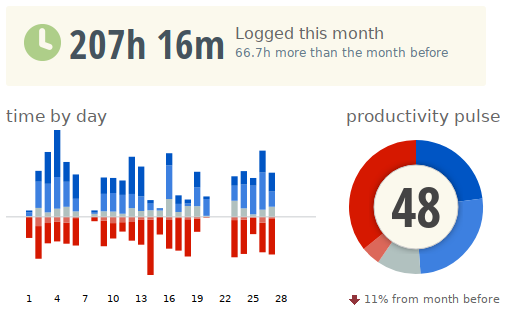 207h 16m
Logged this month
66.7h more than the month before
time by day
productivity pulse
48
1 4 7 10 13 16 19 22 25 28
11% from month before